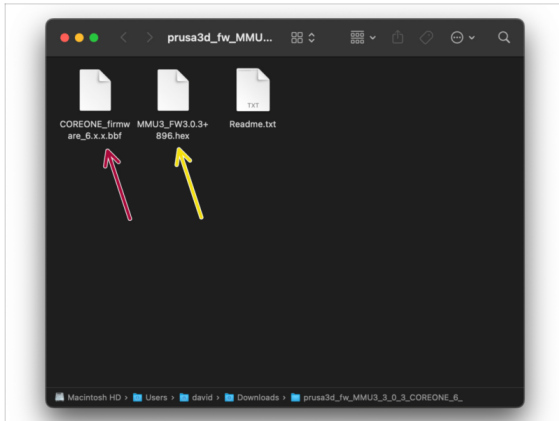 prusa3d_fw_MMU...
TXT
COREONE_firmw
are_6.x.x.bbf
MMU3_FW3.0.3+
896.hex
Readme.txt
Macintosh HD › Users › david › Downloads › prusa3d_fw_MMU3_3_0_3_COREONE_6_